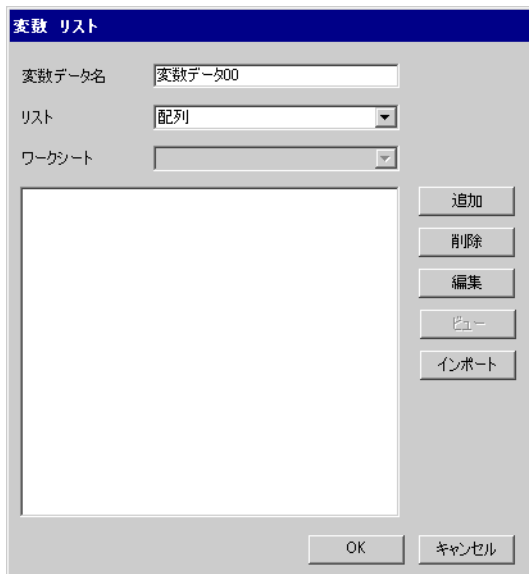 変数 リスト
変数データ名 変数データ00
リスト 配列
ワークシート
追加
削除
編集
ビュー
インポート
OK キャンセル